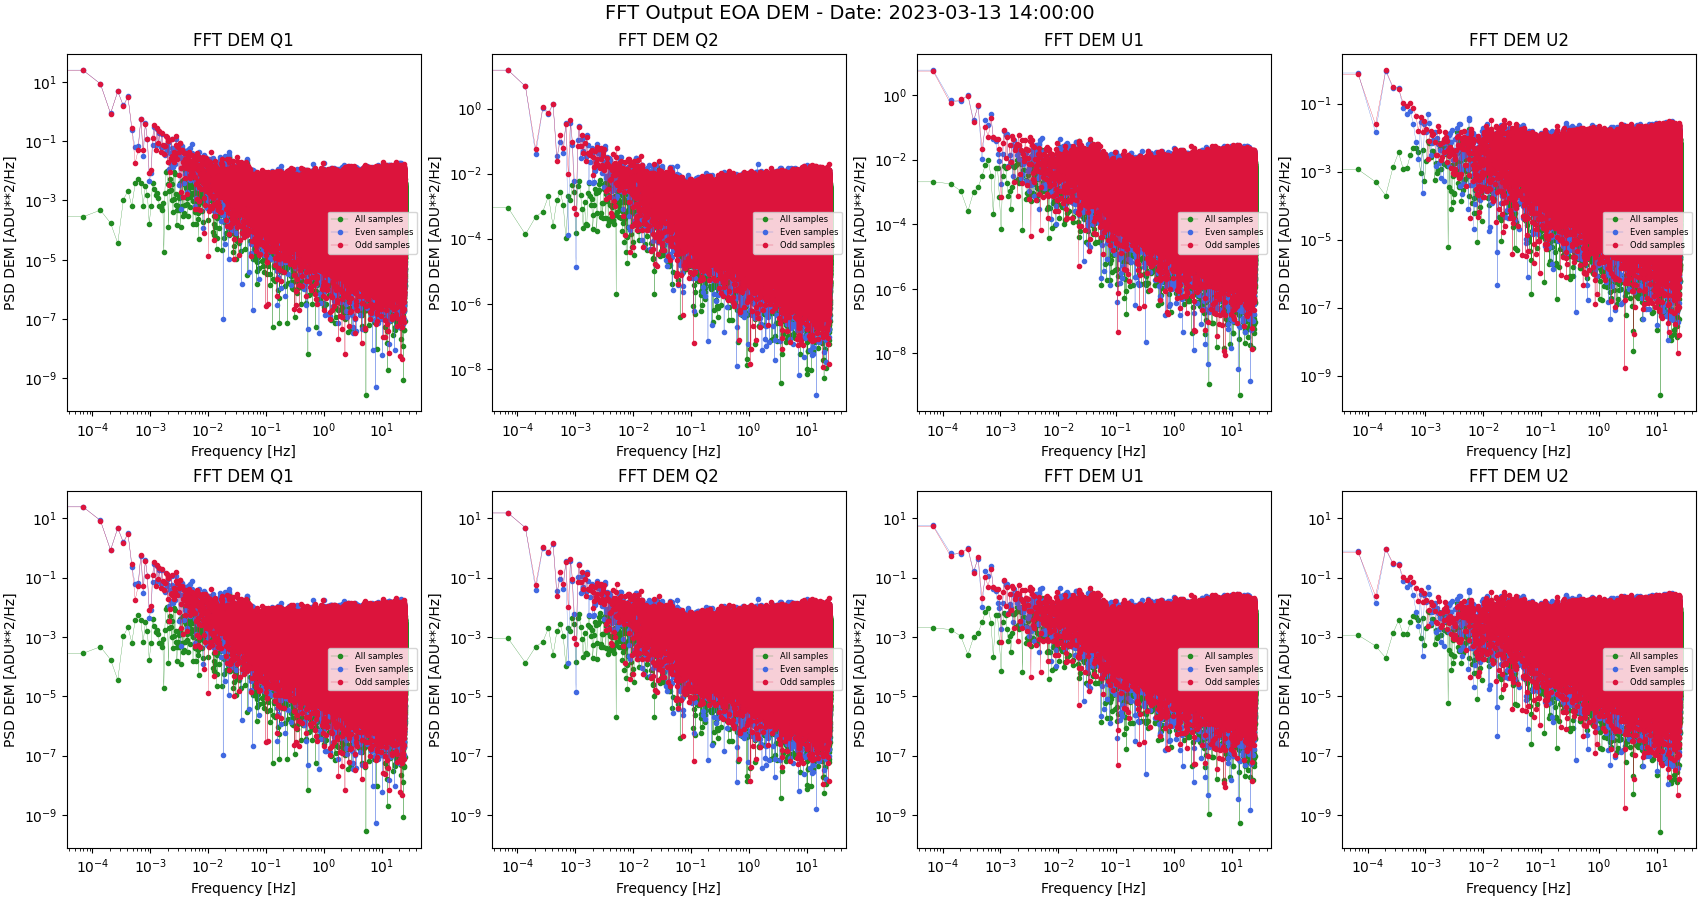 FFT Output EOA DEM - Date: 2023-03-13 14:00:00
FFT DEM Q1
PSD DEM [ADU**2/Hz]
10^1
10^-1
10^-3
10^-5
10^-7
10^-9
All samples
Even samples
Odd samples
10^-4 10^-3 10^-2 10^-1 10^0 10^1
Frequency [Hz]
FFT DEM Q2
PSD DEM [ADU**2/Hz]
10^0
10^-2
10^-4
10^-6
10^-8
All samples
Even samples
Odd samples
10^-4 10^-3 10^-2 10^-1 10^0 10^1
Frequency [Hz]
FFT DEM U1
PSD DEM [ADU**2/Hz]
10^0
10^-2
10^-4
10^-6
10^-8
All samples
Even samples
Odd samples
10^-4 10^-3 10^-2 10^-1 10^0 10^1
Frequency [Hz]
FFT DEM U2
PSD DEM [ADU**2/Hz]
10^-1
10^-3
10^-5
10^-7
10^-9
All samples
Even samples
Odd samples
10^-4 10^-3 10^-2 10^-1 10^0 10^1
Frequency [Hz]
FFT DEM Q1
PSD DEM [ADU**2/Hz]
10^1
10^-1
10^-3
10^-5
10^-7
10^-9
All samples
Even samples
Odd samples
10^-4 10^-3 10^-2 10^-1 10^0 10^1
Frequency [Hz]
FFT DEM Q2
PSD DEM [ADU**2/Hz]
10^1
10^-1
10^-3
10^-5
10^-7
10^-9
All samples
Even samples
Odd samples
10^-4 10^-3 10^-2 10^-1 10^0 10^1
Frequency [Hz]
FFT DEM U1
PSD DEM [ADU**2/Hz]
10^1
10^-1
10^-3
10^-5
10^-7
10^-9
All samples
Even samples
Odd samples
10^-4 10^-3 10^-2 10^-1 10^0 10^1
Frequency [Hz]
FFT DEM U2
PSD DEM [ADU**2/Hz]
10^1
10^-1
10^-3
10^-5
10^-7
10^-9
All samples
Even samples
Odd samples
10^-4 10^-3 10^-2 10^-1 10^0 10^1
Frequency [Hz]